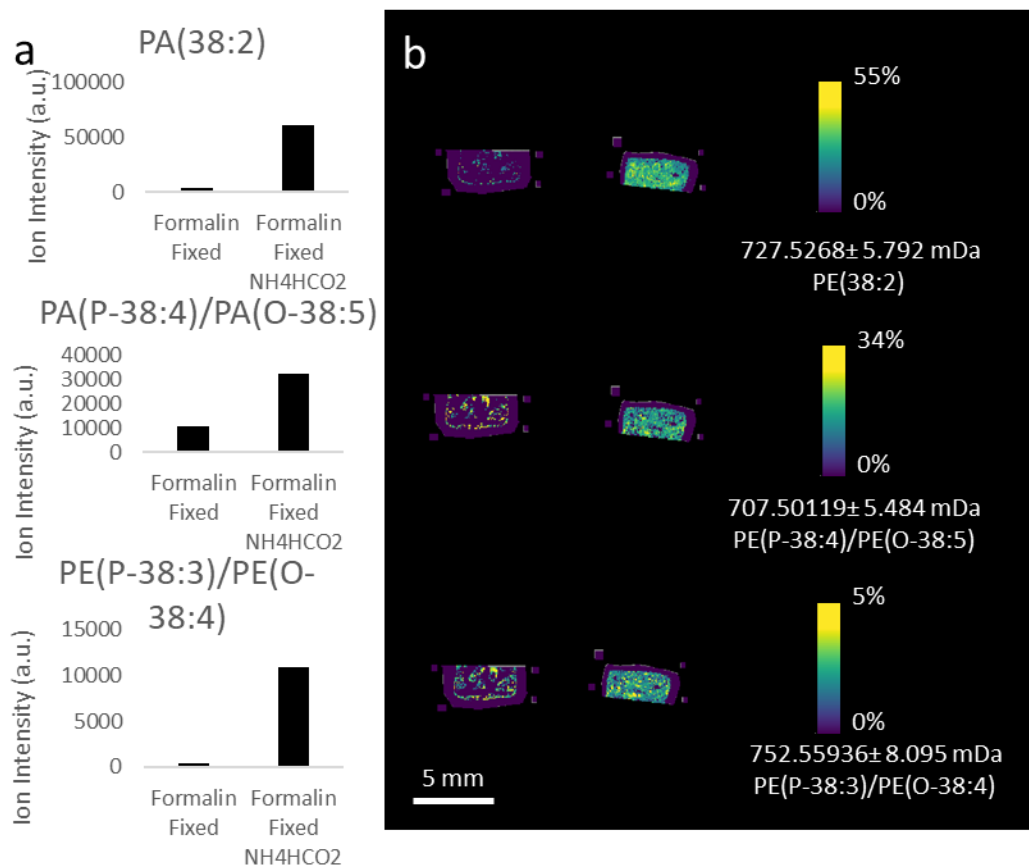 a
PA(38:2)
Ion Intensity (a.u.)
100000
50000
0
Formalin
Fixed
Formalin
Fixed
NH4HCO2
PA(P-38:4)/PA(O-38:5)
Ion Intensity (a.u.)
40000
30000
20000
10000
0
Formalin
Fixed
Formalin
Fixed
NH4HCO2
PE(P-38:3)/PE(O-
38:4)
Ion Intensity (a.u.)
15000
10000
5000
0
Formalin
Fixed
Formalin
Fixed
NH4HCO2
b
55%
0%
727.5268± 5.792 mDa
PE(38:2)
34%
0%
707.50119± 5.484 mDa
PE(P-38:4)/PE(O-38:5)
5%
0%
752.55936± 8.095 mDa
PE(P-38:3)/PE(O-38:4)
5 mm